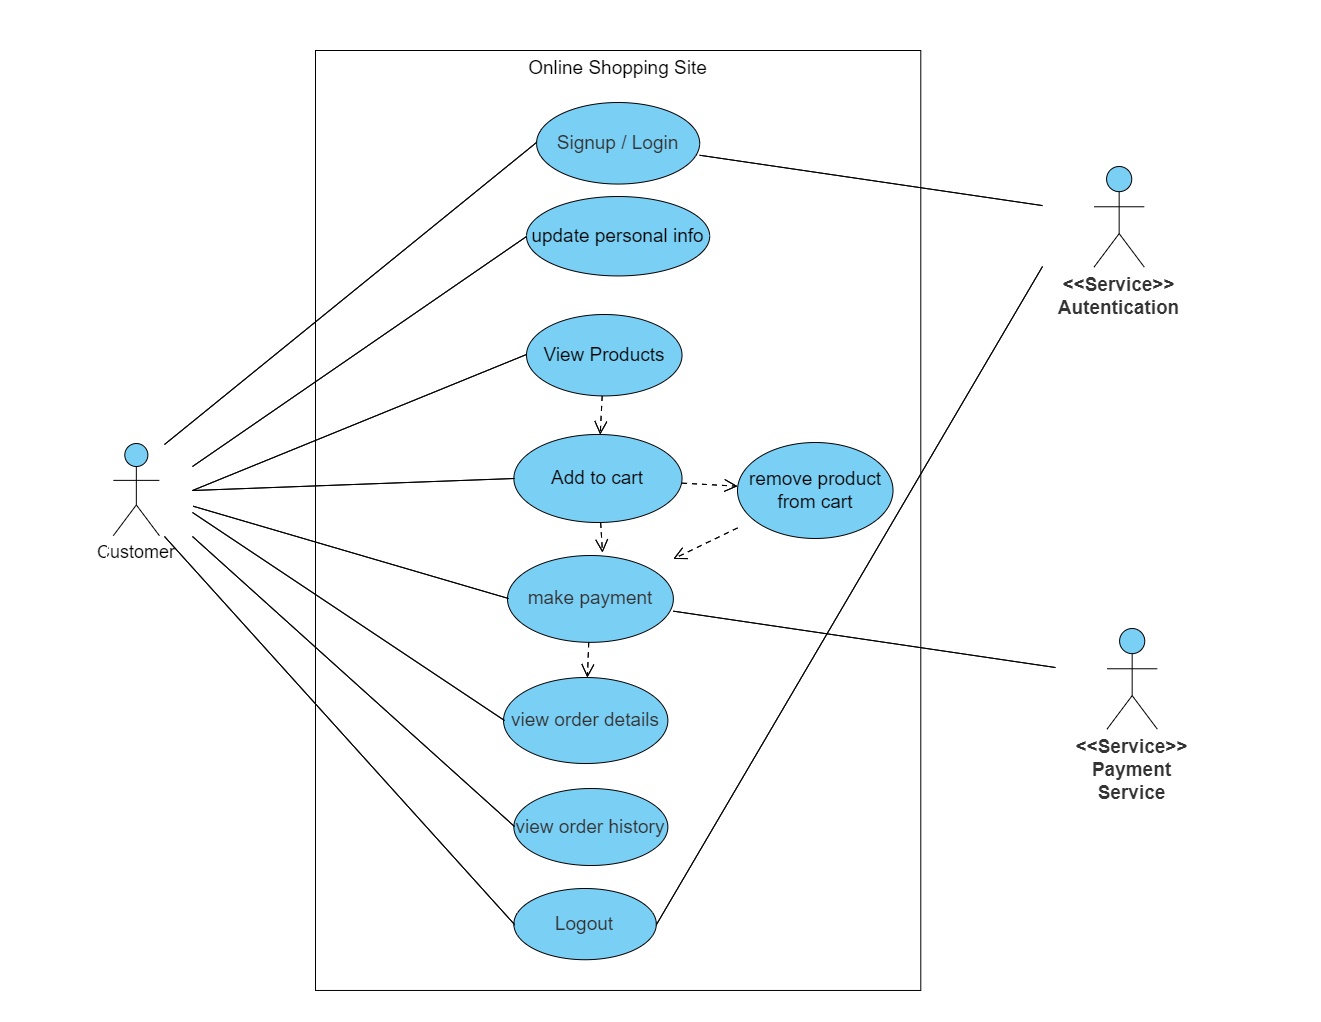 Online Shopping Site
Signup / Login
update personal info
View Products
Add to cart
remove product
from cart
make payment
view order details
view order history
Logout
Customer
<<Service>>
Autentication
<<Service>>
Payment
Service